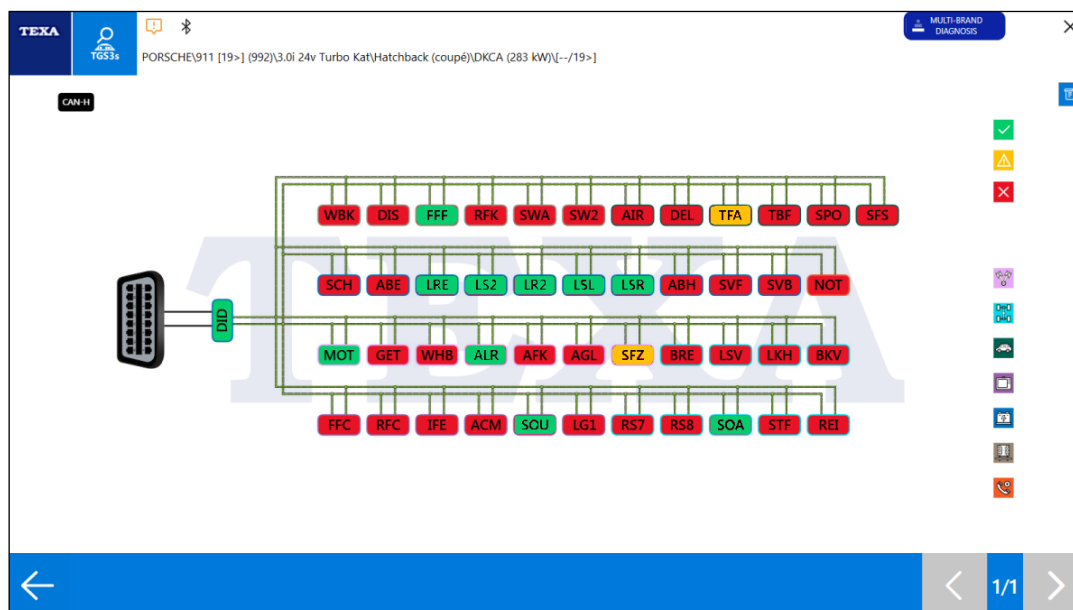 TEXA
TGS3s
MULTI-BRAND
DIAGNOSIS
PORSCHE\911 [19>] (992)\3.0i 24v Turbo Kat\Hatchback (coupé)\DKCA (283 kW)\[--/19>]
CAN-H
WBK DIS FFF RFK SWA SW2 AIR DEL TFA TBF SPO SFS
SCH ABE LRE LS2 LR2 LSL LSR ABH SVF SVB NOT
DID
MOT GET WHB ALR AFK AGL SFZ BRE LSV LKH BKV
FFC RFC IFE ACM SOU LG1 RS7 RS8 SOA STF REI
TEXA
1/1